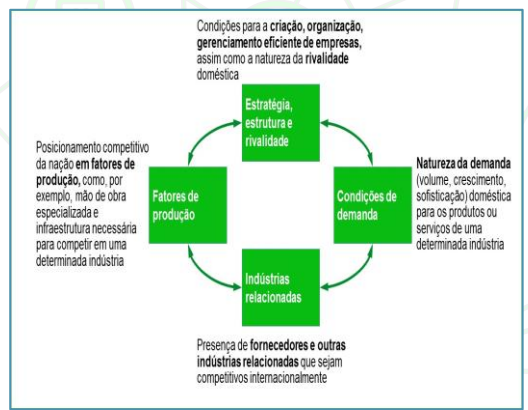 Condições para a criação, organização,
gerenciamento eficiente de empresas,
assim como a natureza da rivalidade
doméstica
Estratégia,
estrutura e
rivalidade
Posicionamento competitivo
da nação em fatores de
produção, como, por
exemplo, mão de obra
especializada e
infraestrutura necessária
para competir em uma
determinada indústria
Fatores de
produção
Condições
de demanda
Natureza da demanda
(volume, crescimento,
sofisticação) doméstica
para os produtos ou
serviços de uma
determinada indústria
Indústrias
relacionadas
Presença de fornecedores e outras
indústrias relacionadas que sejam
competitivos internacionalmente